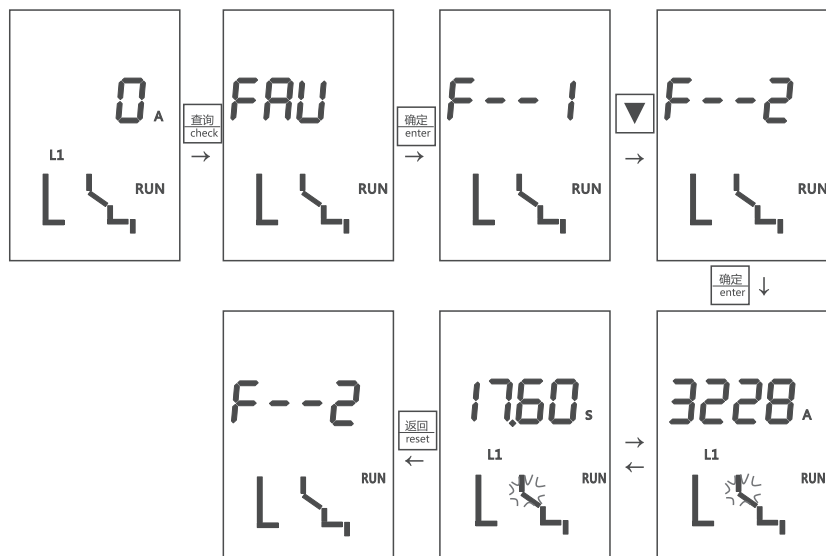 0 A
L1
RUN
查询
check
→
FAU
RUN
确定
enter
→
F--1
RUN
▼
→
F--2
RUN
确定
enter
↓
F--2
RUN
返回
reset
←
17.60 s
L1
RUN
→
←
3228 A
L1
RUN